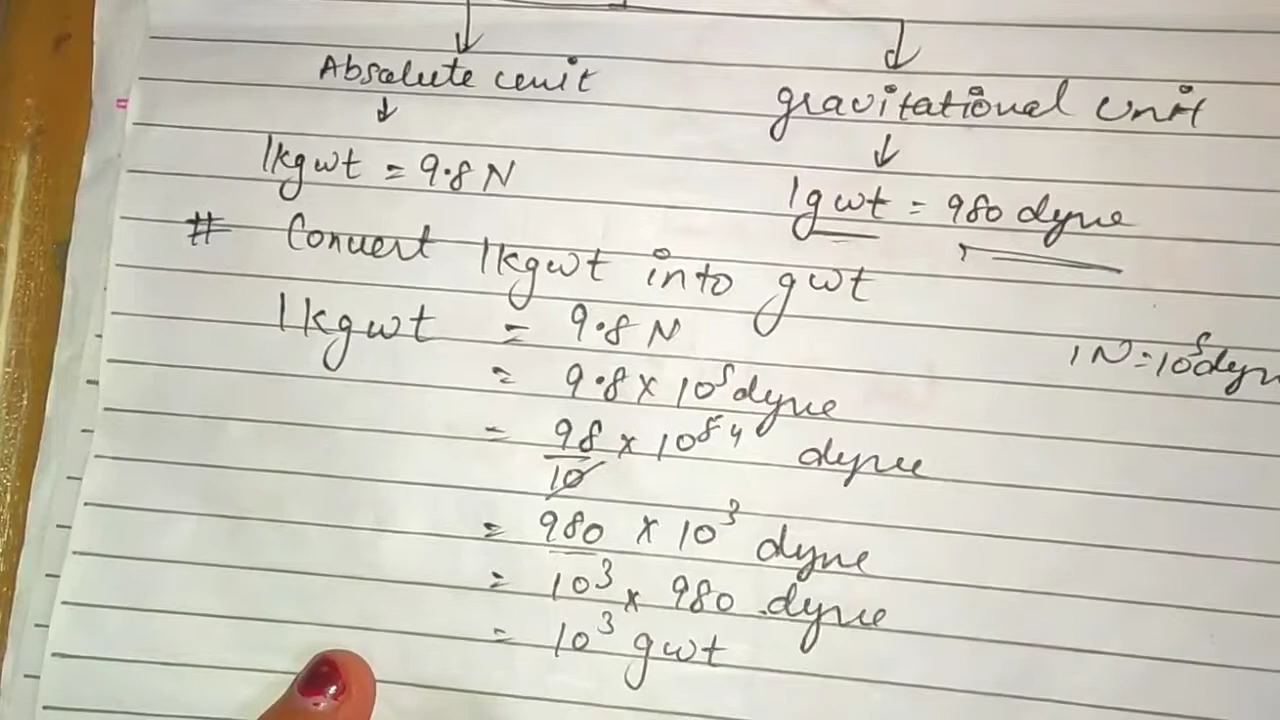 Absolute unit
gravitational Unit
↓
↓
1kgwt = 9.8 N
1gwt = 980 dyne
# Convert 1kgwt into gwt
1kgwt = 9.8 N
1N = 10⁵dyn
= 9.8 x 10⁵ dyne
= 98/10 x 10⁵ ⁴ dyne
= 980 x 10³ dyne
= 10³ x 980 dyne
= 10³ gwt